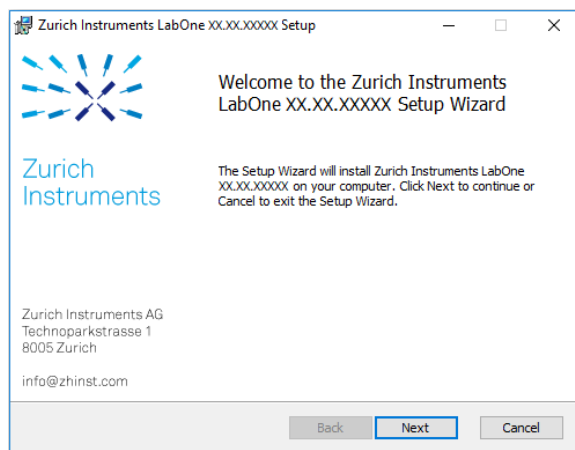 Zurich Instruments LabOne XX.XX.XXXXX Setup
Welcome to the Zurich Instruments
LabOne XX.XX.XXXXX Setup Wizard
Zurich
Instruments
The Setup Wizard will install Zurich Instruments LabOne
XX.XX.XXXXX on your computer. Click Next to continue or
Cancel to exit the Setup Wizard.
Zurich Instruments AG
Technoparkstrasse 1
8005 Zurich
info@zhinst.com
Back Next Cancel